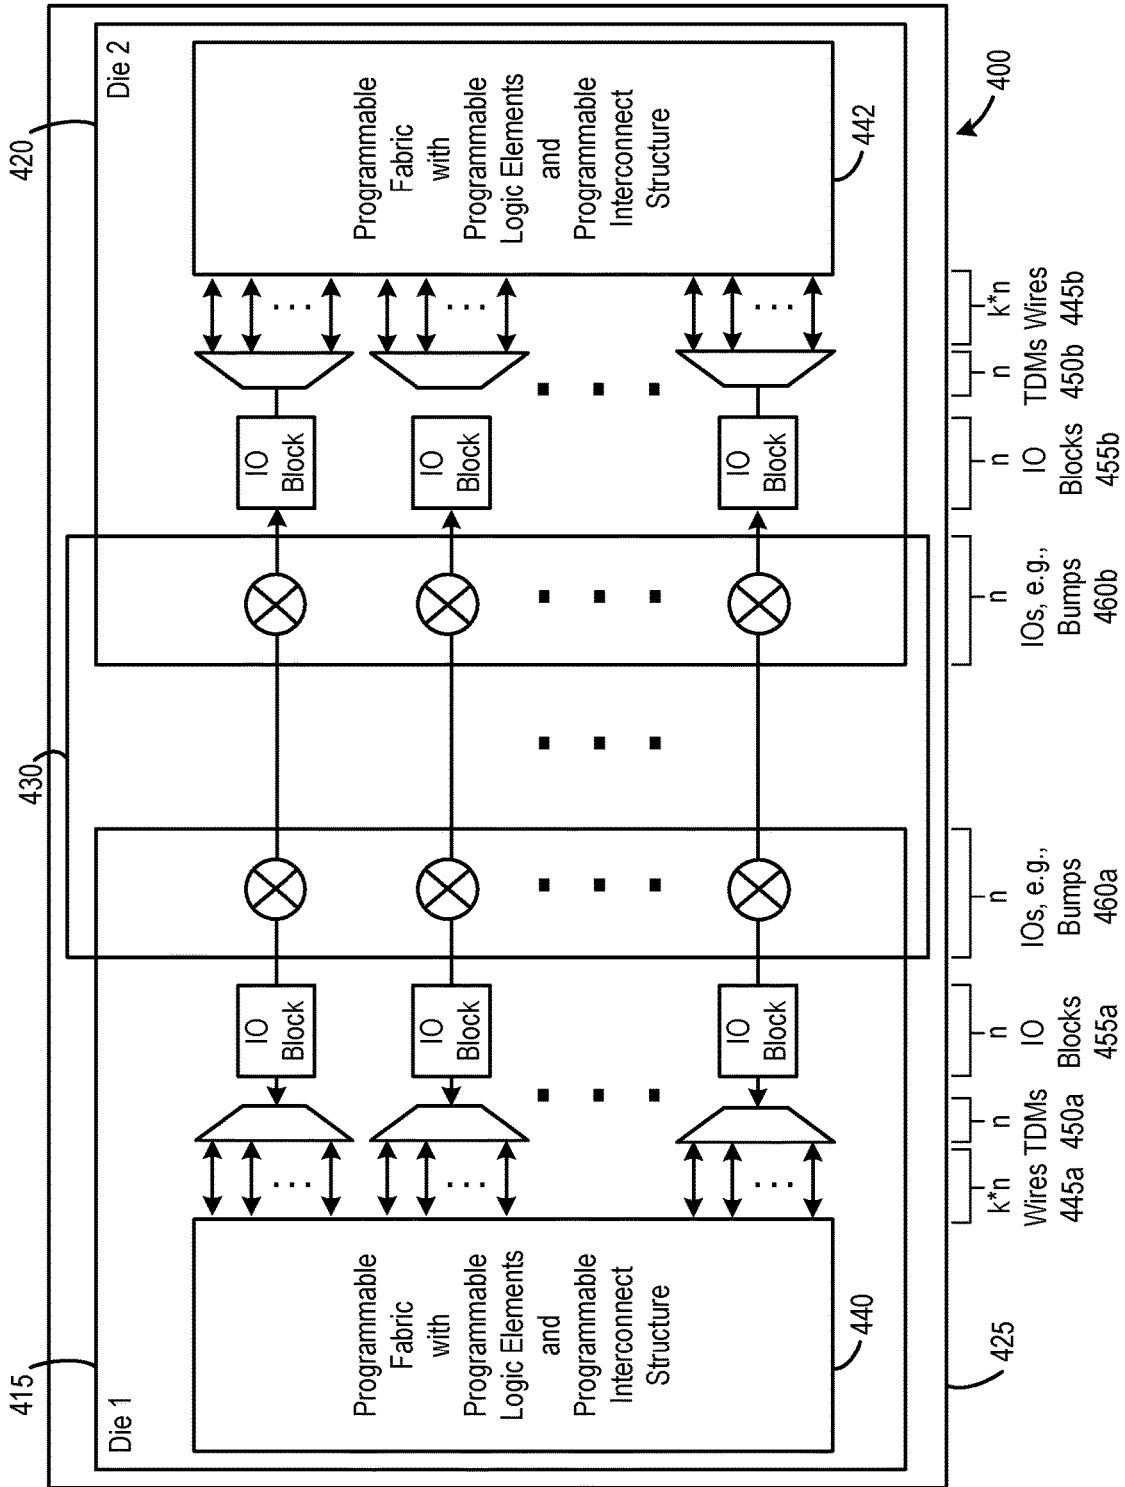 415
430
420
Die 1
Die 2
Programmable
Fabric
with
Programmable
Logic Elements
and
Programmable
Interconnect
Structure
IO
Block
IO
Block
IO
Block
IO
Block
IO
Block
IO
Block
Programmable
Fabric
with
Programmable
Logic Elements
and
Programmable
Interconnect
Structure
440
442
k*n
Wires
445a
n
TDMs
450a
n
IO
Blocks
455a
n
IOs, e.g.,
Bumps
460a
n
IOs, e.g.,
Bumps
460b
n
IO
Blocks
455b
n
TDMs
450b
k*n
Wires
445b
425
400